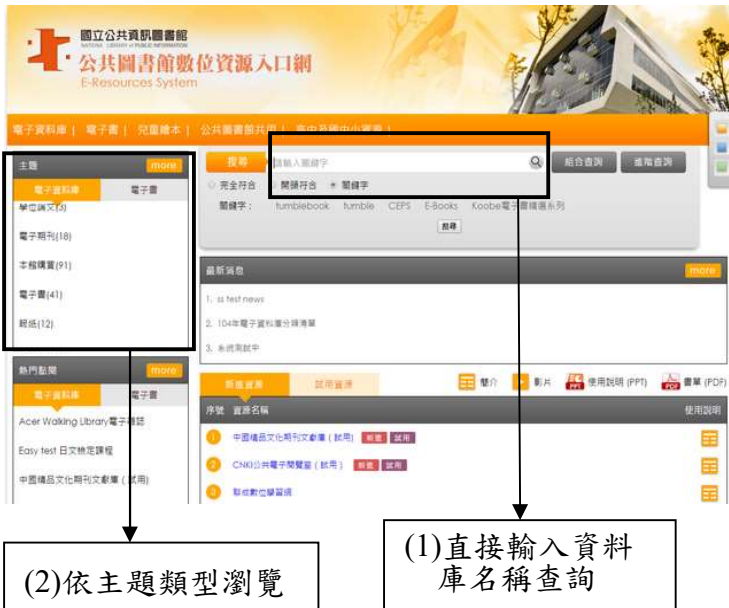 國立公共資訊圖書館
NATIONAL LIBRARY of PUBLIC INFORMATION
公共圖書館數位資源入口網
E-Resources System
電子資料庫 | 電子書 | 兒童繪本 | 公共圖書館共用 | 高中及國中小資源 |
主題 more
電子資料庫 電子書
學位論文(3)
電子期刊(18)
本館購買(91)
電子書(41)
報紙(12)
搜尋 請輸入關鍵字 組合查詢 進階查詢
完全符合 開頭符合 關鍵字
關鍵字： tumblebook tumble CEPS E-Books Koobe電子書精選系列
搜尋
最新消息 more
1. ss test news
2. 104年電子資料庫分類清單
3. 系統測試中
熱門點閱 more
電子資料庫 電子書
Acer Walking Library電子雜誌
Easy test 日文檢定課程
中國精品文化期刊文獻庫 (試用)
新進資源 試用資源 簡介 影片 使用說明 (PPT) 書單 (PDF)
序號 資源名稱 使用說明
1 中國精品文化期刊文獻庫 ( 試用) 新進 試用
2 CNKI公共電子閱覽室 ( 試用 ) 新進 試用
3 聯成數位學習網
(1)直接輸入資料
庫名稱查詢
(2)依主題類型瀏覽